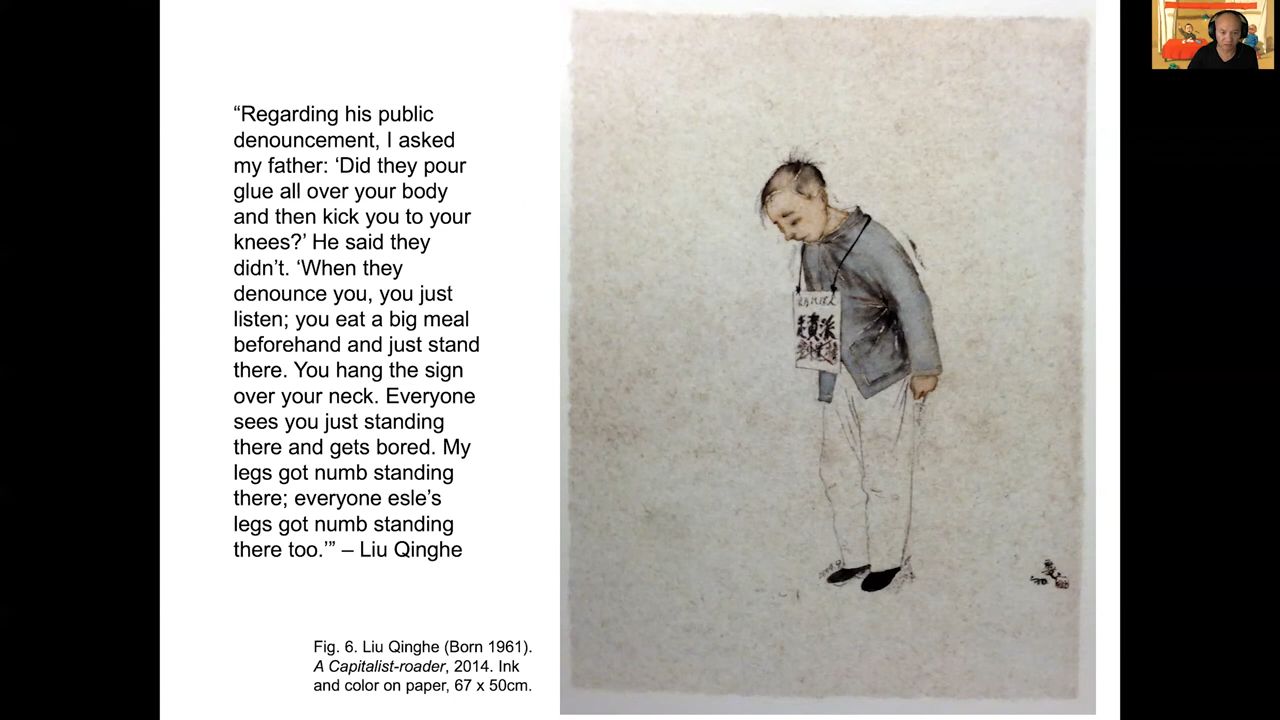 “Regarding his public
denouncement, I asked
my father: ‘Did they pour
glue all over your body
and then kick you to your
knees?’ He said they
didn’t. ‘When they
denounce you, you just
listen; you eat a big meal
beforehand and just stand
there. You hang the sign
over your neck. Everyone
sees you just standing
there and gets bored. My
legs got numb standing
there; everyone esle’s
legs got numb standing
there too.’” – Liu Qinghe
Fig. 6. Liu Qinghe (Born 1961).
A Capitalist-roader, 2014. Ink
and color on paper, 67 x 50cm.